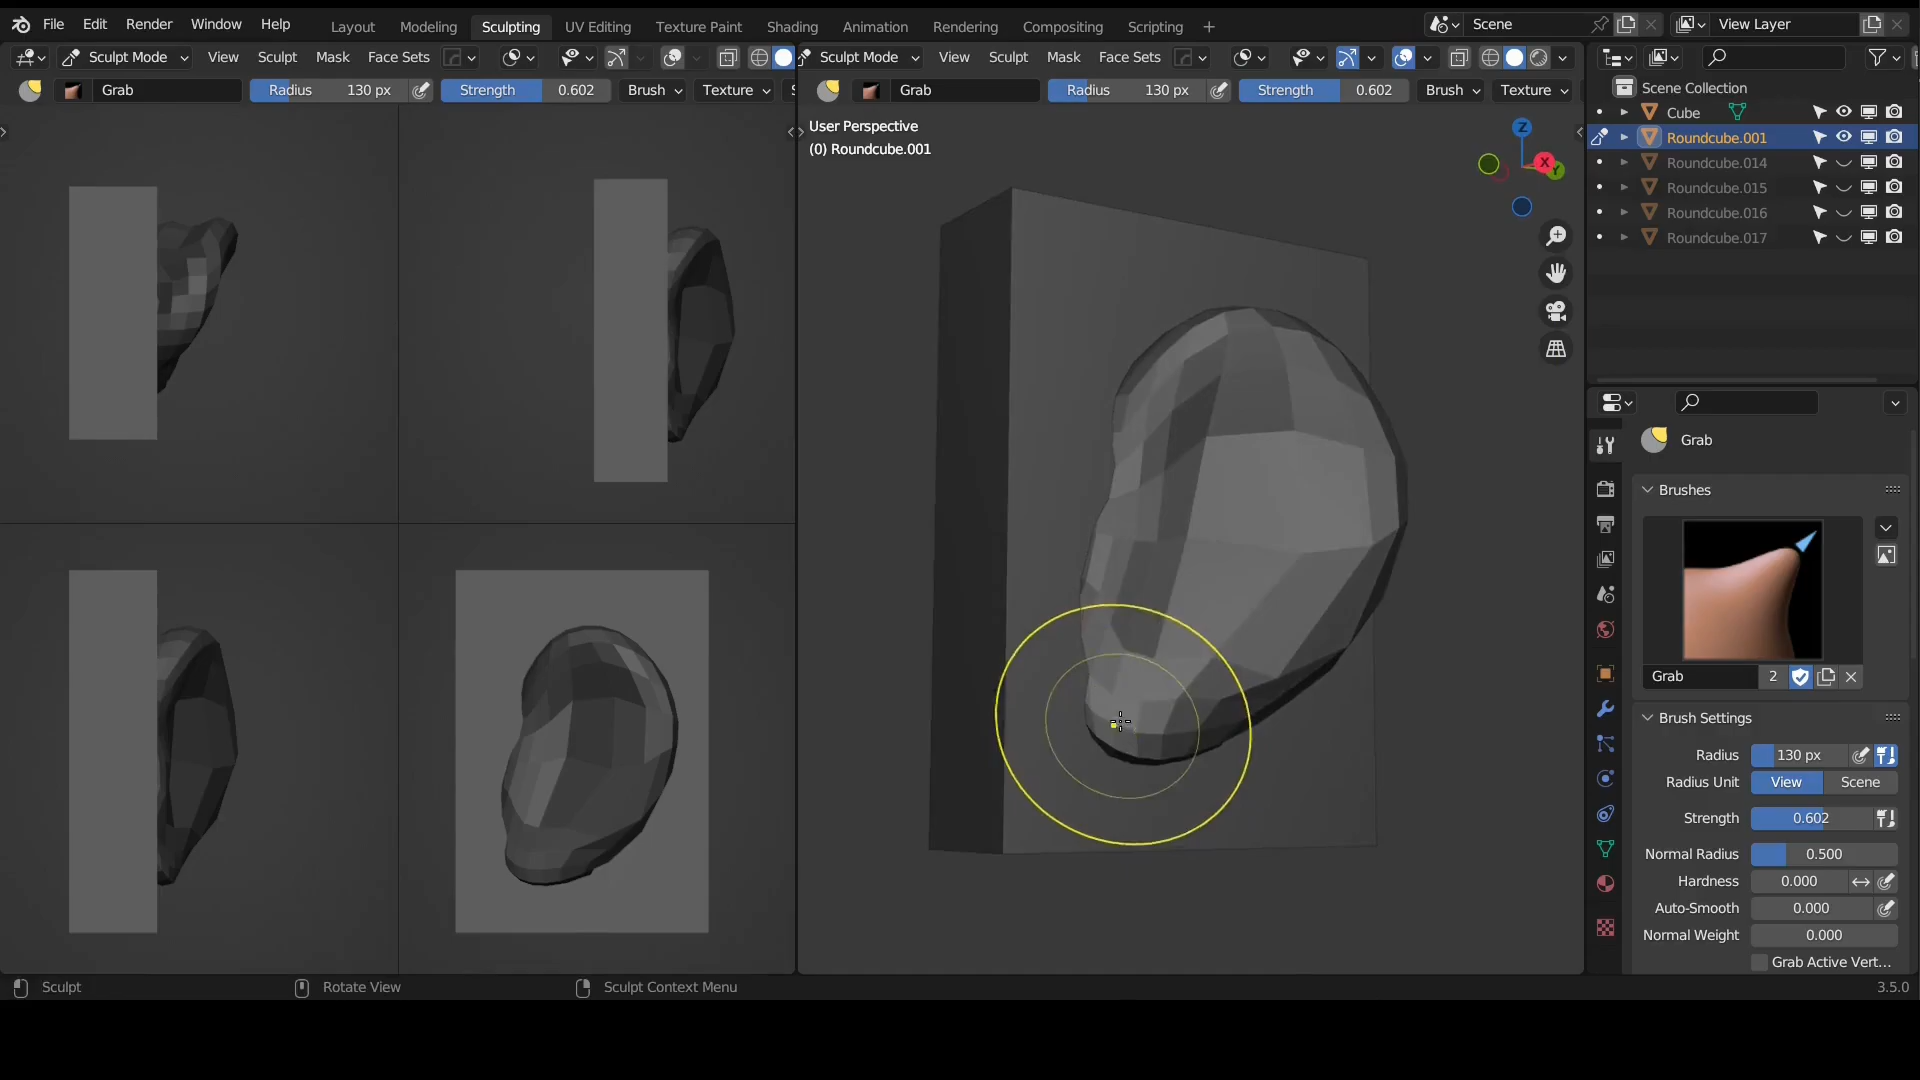 File Edit Render Window Help Layout Modeling Sculpting UV Editing Texture Paint Shading Animation Rendering Compositing Scripting + Scene View Layer
Sculpt Mode View Sculpt Mask Face Sets Sculpt Mode View Sculpt Mask Face Sets
Grab Radius 130 px Strength 0.602 Brush Texture Grab Radius 130 px Strength 0.602 Brush Texture
User Perspective
(0) Roundcube.001
Z
X
Y
Scene Collection
Cube
Roundcube.001
Roundcube.014
Roundcube.015
Roundcube.016
Roundcube.017
Grab
Brushes
Grab 2
Brush Settings
Radius 130 px
Radius Unit View Scene
Strength 0.602
Normal Radius 0.500
Hardness 0.000
Auto-Smooth 0.000
Normal Weight 0.000
Grab Active Vert...
Sculpt Rotate View Sculpt Context Menu 3.5.0